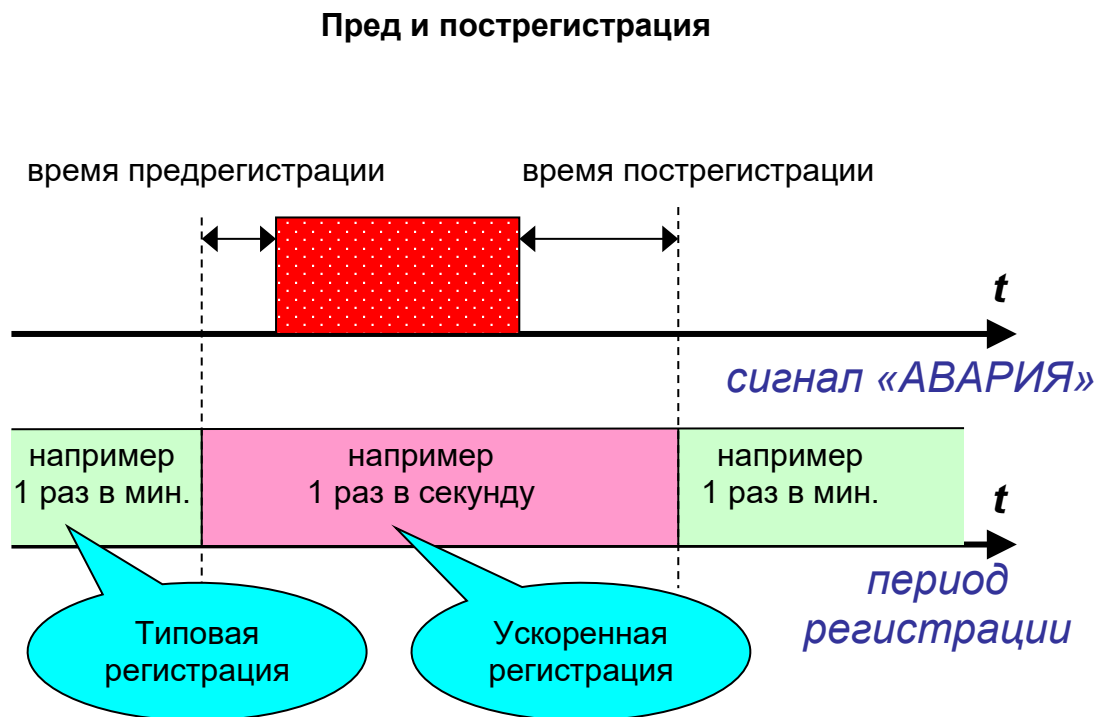 Пред и пострегистрация
время предрегистрации
время пострегистрации
t
сигнал «АВАРИЯ»
например
1 раз в мин.
например
1 раз в секунду
например
1 раз в мин.
t
период
регистрации
Типовая
регистрация
Ускоренная
регистрация